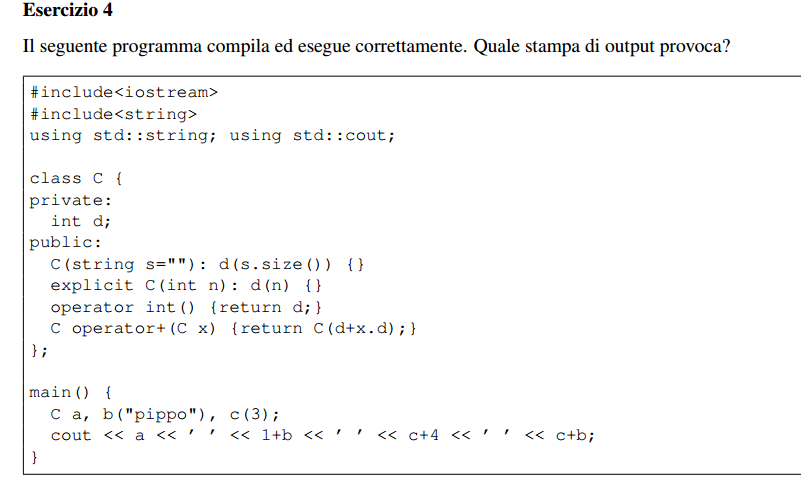 Esercizio 4
Il seguente programma compila ed esegue correttamente. Quale stampa di output provoca?
#include<iostream>
#include<string>
using std::string; using std::cout;
class C {
private:
int d;
public:
C(string s=""): d(s.size()) {}
explicit C(int n): d(n) {}
operator int() {return d;}
C operator+(C x) {return C(d+x.d);}
};
main() {
C a, b("pippo"), c(3);
cout << a << ’ ’ << 1+b << ’ ’ << c+4 << ’ ’ << c+b;
}